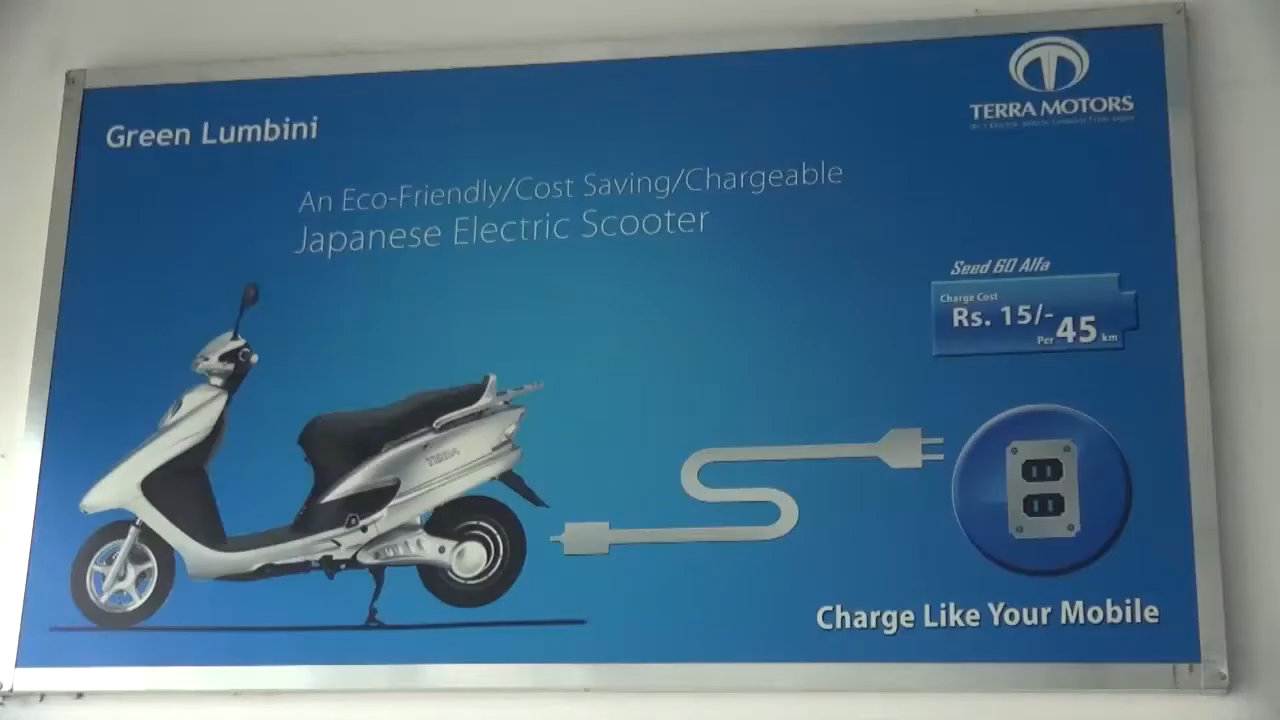 TERRA MOTORS
Green Lumbini
An Eco-Friendly/Cost Saving/Chargeable
Japanese Electric Scooter
Seed 60 Alfa
Charge Cost
Rs. 15/-
Per 45 km
TERRA
Charge Like Your Mobile